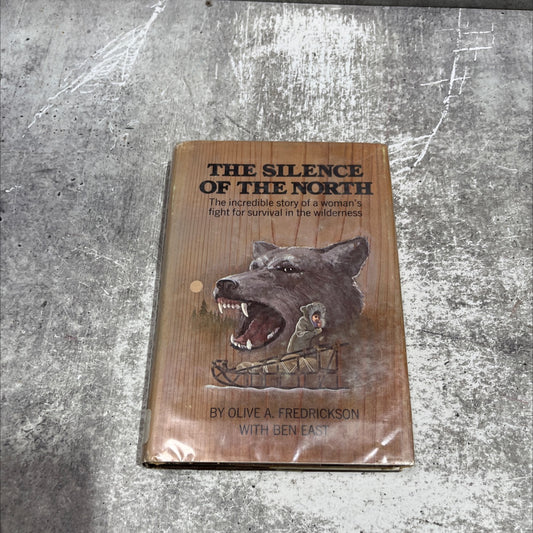 THE SILENCE
OF THE NORTH
The incredible story of a woman's
fight for survival in the wilderness
BY OLIVE A. FREDRICKSON
WITH BEN EAST